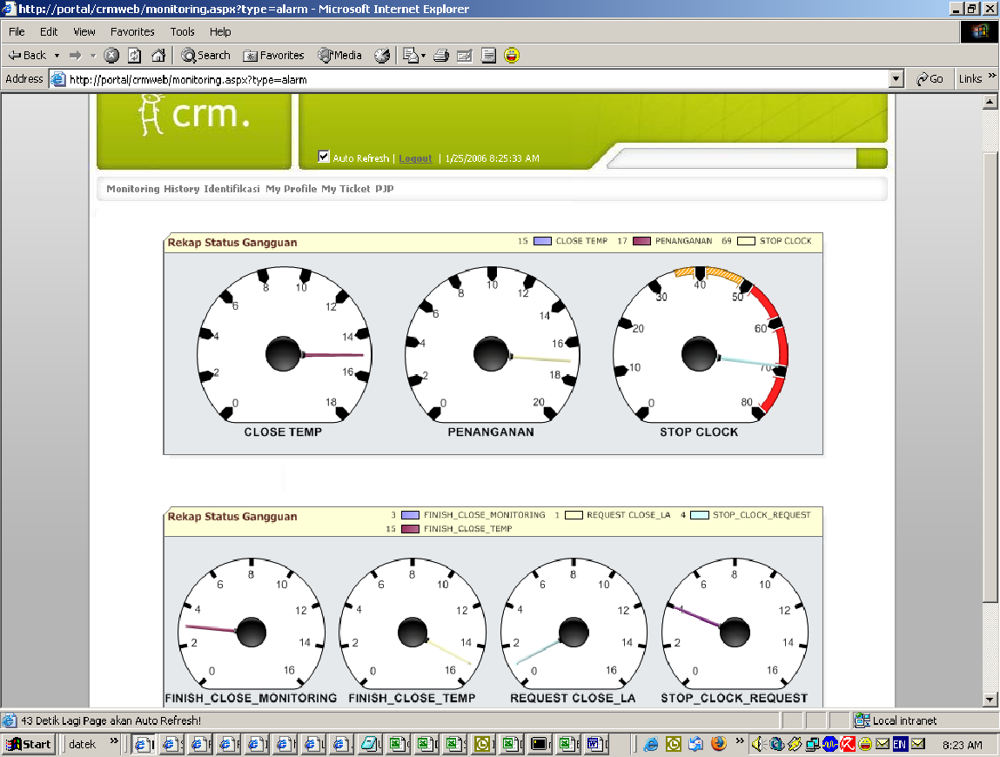 http://portal/crmweb/monitoring.aspx?type=alarm - Microsoft Internet Explorer
File Edit View Favorites Tools Help
Back Search Favorites Media
Address http://portal/crmweb/monitoring.aspx?type=alarm Go Links »
crm.
Auto Refresh | Logout | 1/25/2006 8:25:33 AM
Monitoring History Identifikasi My Profile My Ticket PJP
Rekap Status Gangguan 15 CLOSE TEMP 17 PENANGANAN 69 STOP CLOCK
0 2 4 6 8 10 12 14 16 18
CLOSE TEMP
0 2 4 6 8 10 12 14 16 18 20
PENANGANAN
0 10 20 30 40 50 60 70 80
STOP CLOCK
Rekap Status Gangguan 3 FINISH_CLOSE_MONITORING 1 REQUEST CLOSE_LA 4 STOP_CLOCK_REQUEST
15 FINISH_CLOSE_TEMP
0 2 4 6 8 10 12 14 16
FINISH_CLOSE_MONITORING
0 2 4 6 8 10 12 14 16
FINISH_CLOSE_TEMP
0 2 4 6 8 10 12 14 16
REQUEST CLOSE_LA
0 2 4 6 8 10 12 14 16
STOP_CLOCK_REQUEST
43 Detik Lagi Page akan Auto Refresh! Local intranet
Start datek » » EN 8:23 AM